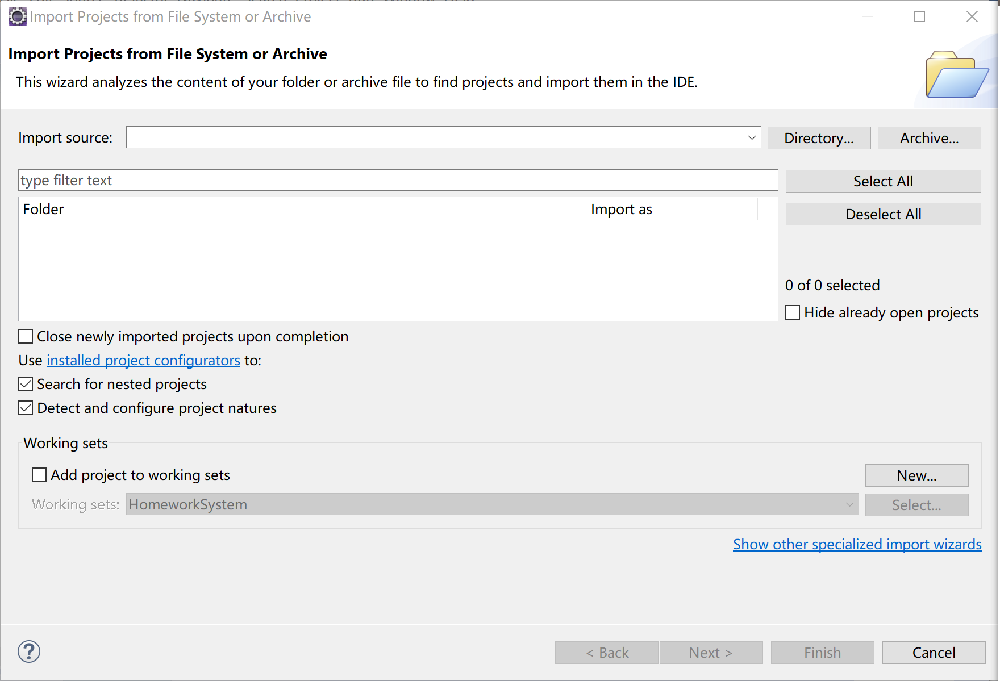 Import Projects from File System or Archive
Import Projects from File System or Archive
This wizard analyzes the content of your folder or archive file to find projects and import them in the IDE.
Import source: Directory... Archive...
type filter text Select All
Folder Import as
Deselect All
0 of 0 selected
Hide already open projects
Close newly imported projects upon completion
Use installed project configurators to:
Search for nested projects
Detect and configure project natures
Working sets
Add project to working sets New...
Working sets: HomeworkSystem Select...
Show other specialized import wizards
? < Back Next > Finish Cancel